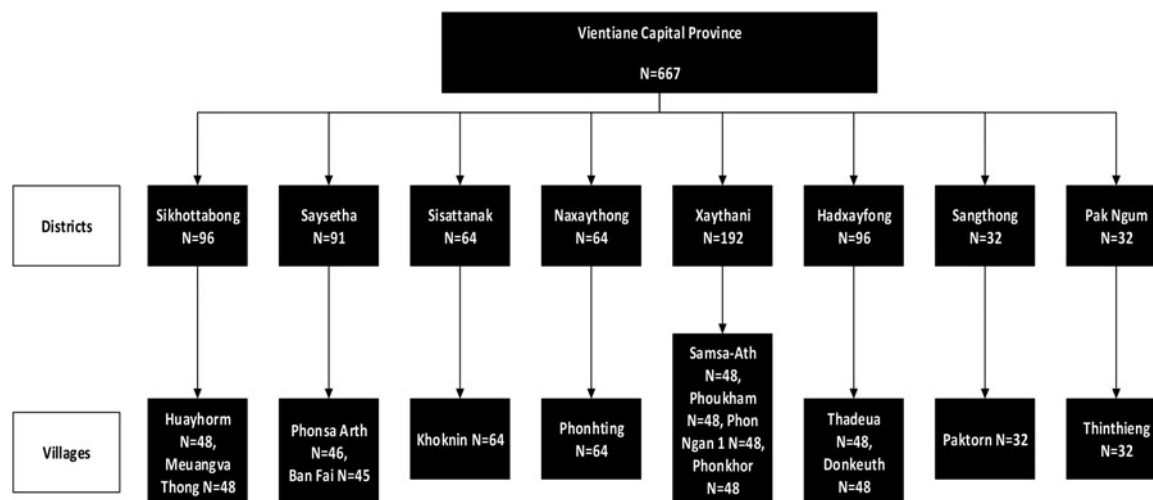 Vientiane Capital Province
N=667
Districts
Sikhottabong
N=96
Saysetha
N=91
Sisattanak
N=64
Naxaythong
N=64
Xaythani
N=192
Hadxayfong
N=96
Sangthong
N=32
Pak Ngum
N=32
Villages
Huayhorm
N=48,
Meuangva
Thong N=48
Phonsa Arth
N=46,
Ban Fai N=45
Khoknin N=64
Phonhting
N=64
Samsa-Ath
N=48,
Phoukham
N=48, Phon
Ngan 1 N=48,
Phonkhor
N=48
Thadeua
N=48,
Donkeuth
N=48
Paktorn N=32
Thinthieng
N=32